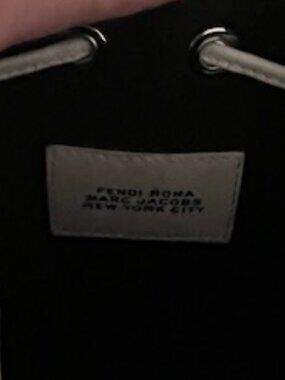 FENDI ROMA
MARC JACOBS
NEW YORK CITY